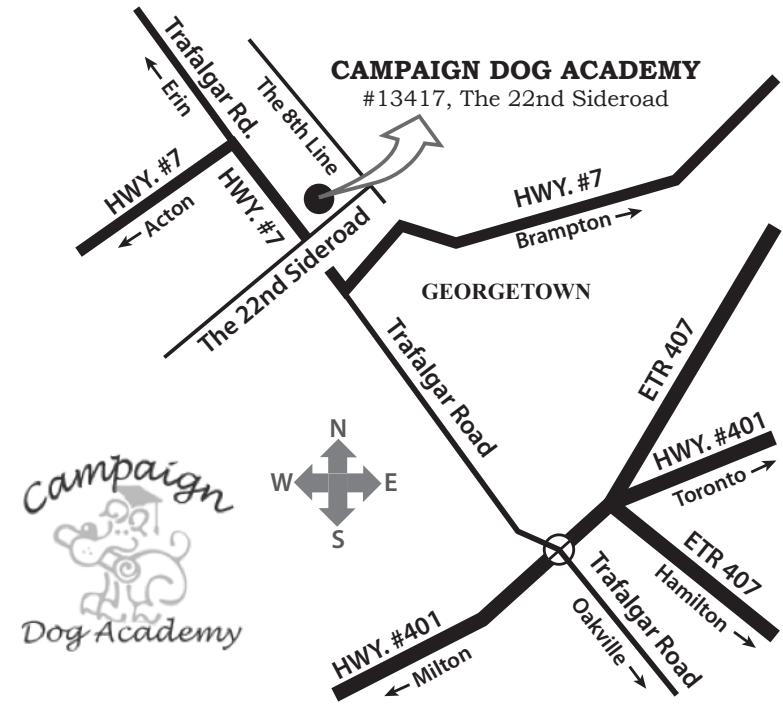 Trafalgar Rd.
← Erin
The 8th Line
CAMPAIGN DOG ACADEMY
#13417, The 22nd Sideroad
HWY. #7
← Acton
HWY. #7
HWY. #7
Brampton →
The 22nd Sideroad
GEORGETOWN
Trafalgar Road
ETR 407
HWY. #401
Toronto →
N
W
E
S
Campaign
Dog Academy
ETR 407
Hamilton →
Trafalgar Road
Oakville →
HWY. #401
← Milton